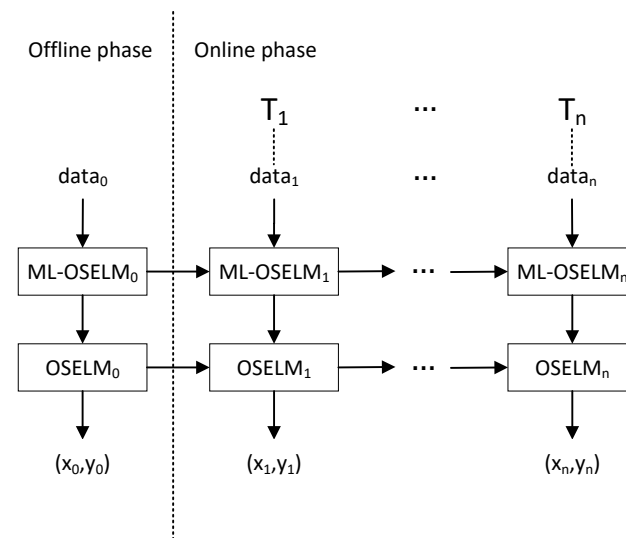 Offline phase Online phase
T₁ ... Tₙ
data₀ data₁ ... dataₙ
ML-OSELM₀ ML-OSELM₁ ... ML-OSELMₙ
OSELM₀ OSELM₁ ... OSELMₙ
(x₀,y₀) (x₁,y₁) (xₙ,yₙ)